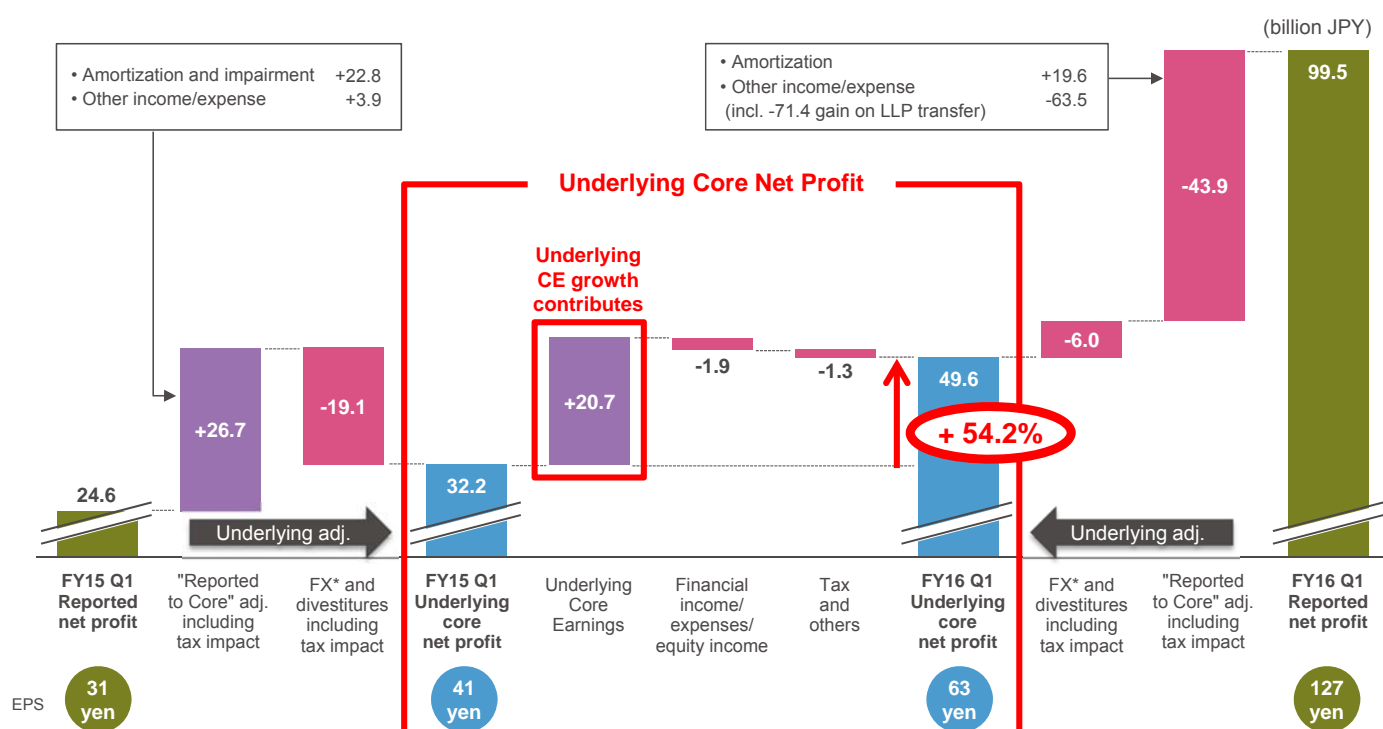 (billion JPY)
• Amortization and impairment +22.8
• Other income/expense +3.9
• Amortization +19.6
• Other income/expense -63.5
(incl. -71.4 gain on LLP transfer)
99.5
-43.9
Underlying Core Net Profit
Underlying
CE growth
contributes
-6.0
-1.9
-1.3
49.6
-19.1
+26.7
+20.7
+ 54.2%
24.6
32.2
Underlying adj.
Underlying adj.
FY15 Q1
Reported
net profit
"Reported
to Core" adj.
including
tax impact
FX* and
divestitures
including
tax impact
FY15 Q1
Underlying
core
net profit
Underlying
Core
Earnings
Financial
income/
expenses/
equity income
Tax
and
others
FY16 Q1
Underlying
core
net profit
FX* and
divestitures
including
tax impact
"Reported
to Core" adj.
including
tax impact
FY16 Q1
Reported
net profit
EPS
31
yen
41
yen
63
yen
127
yen